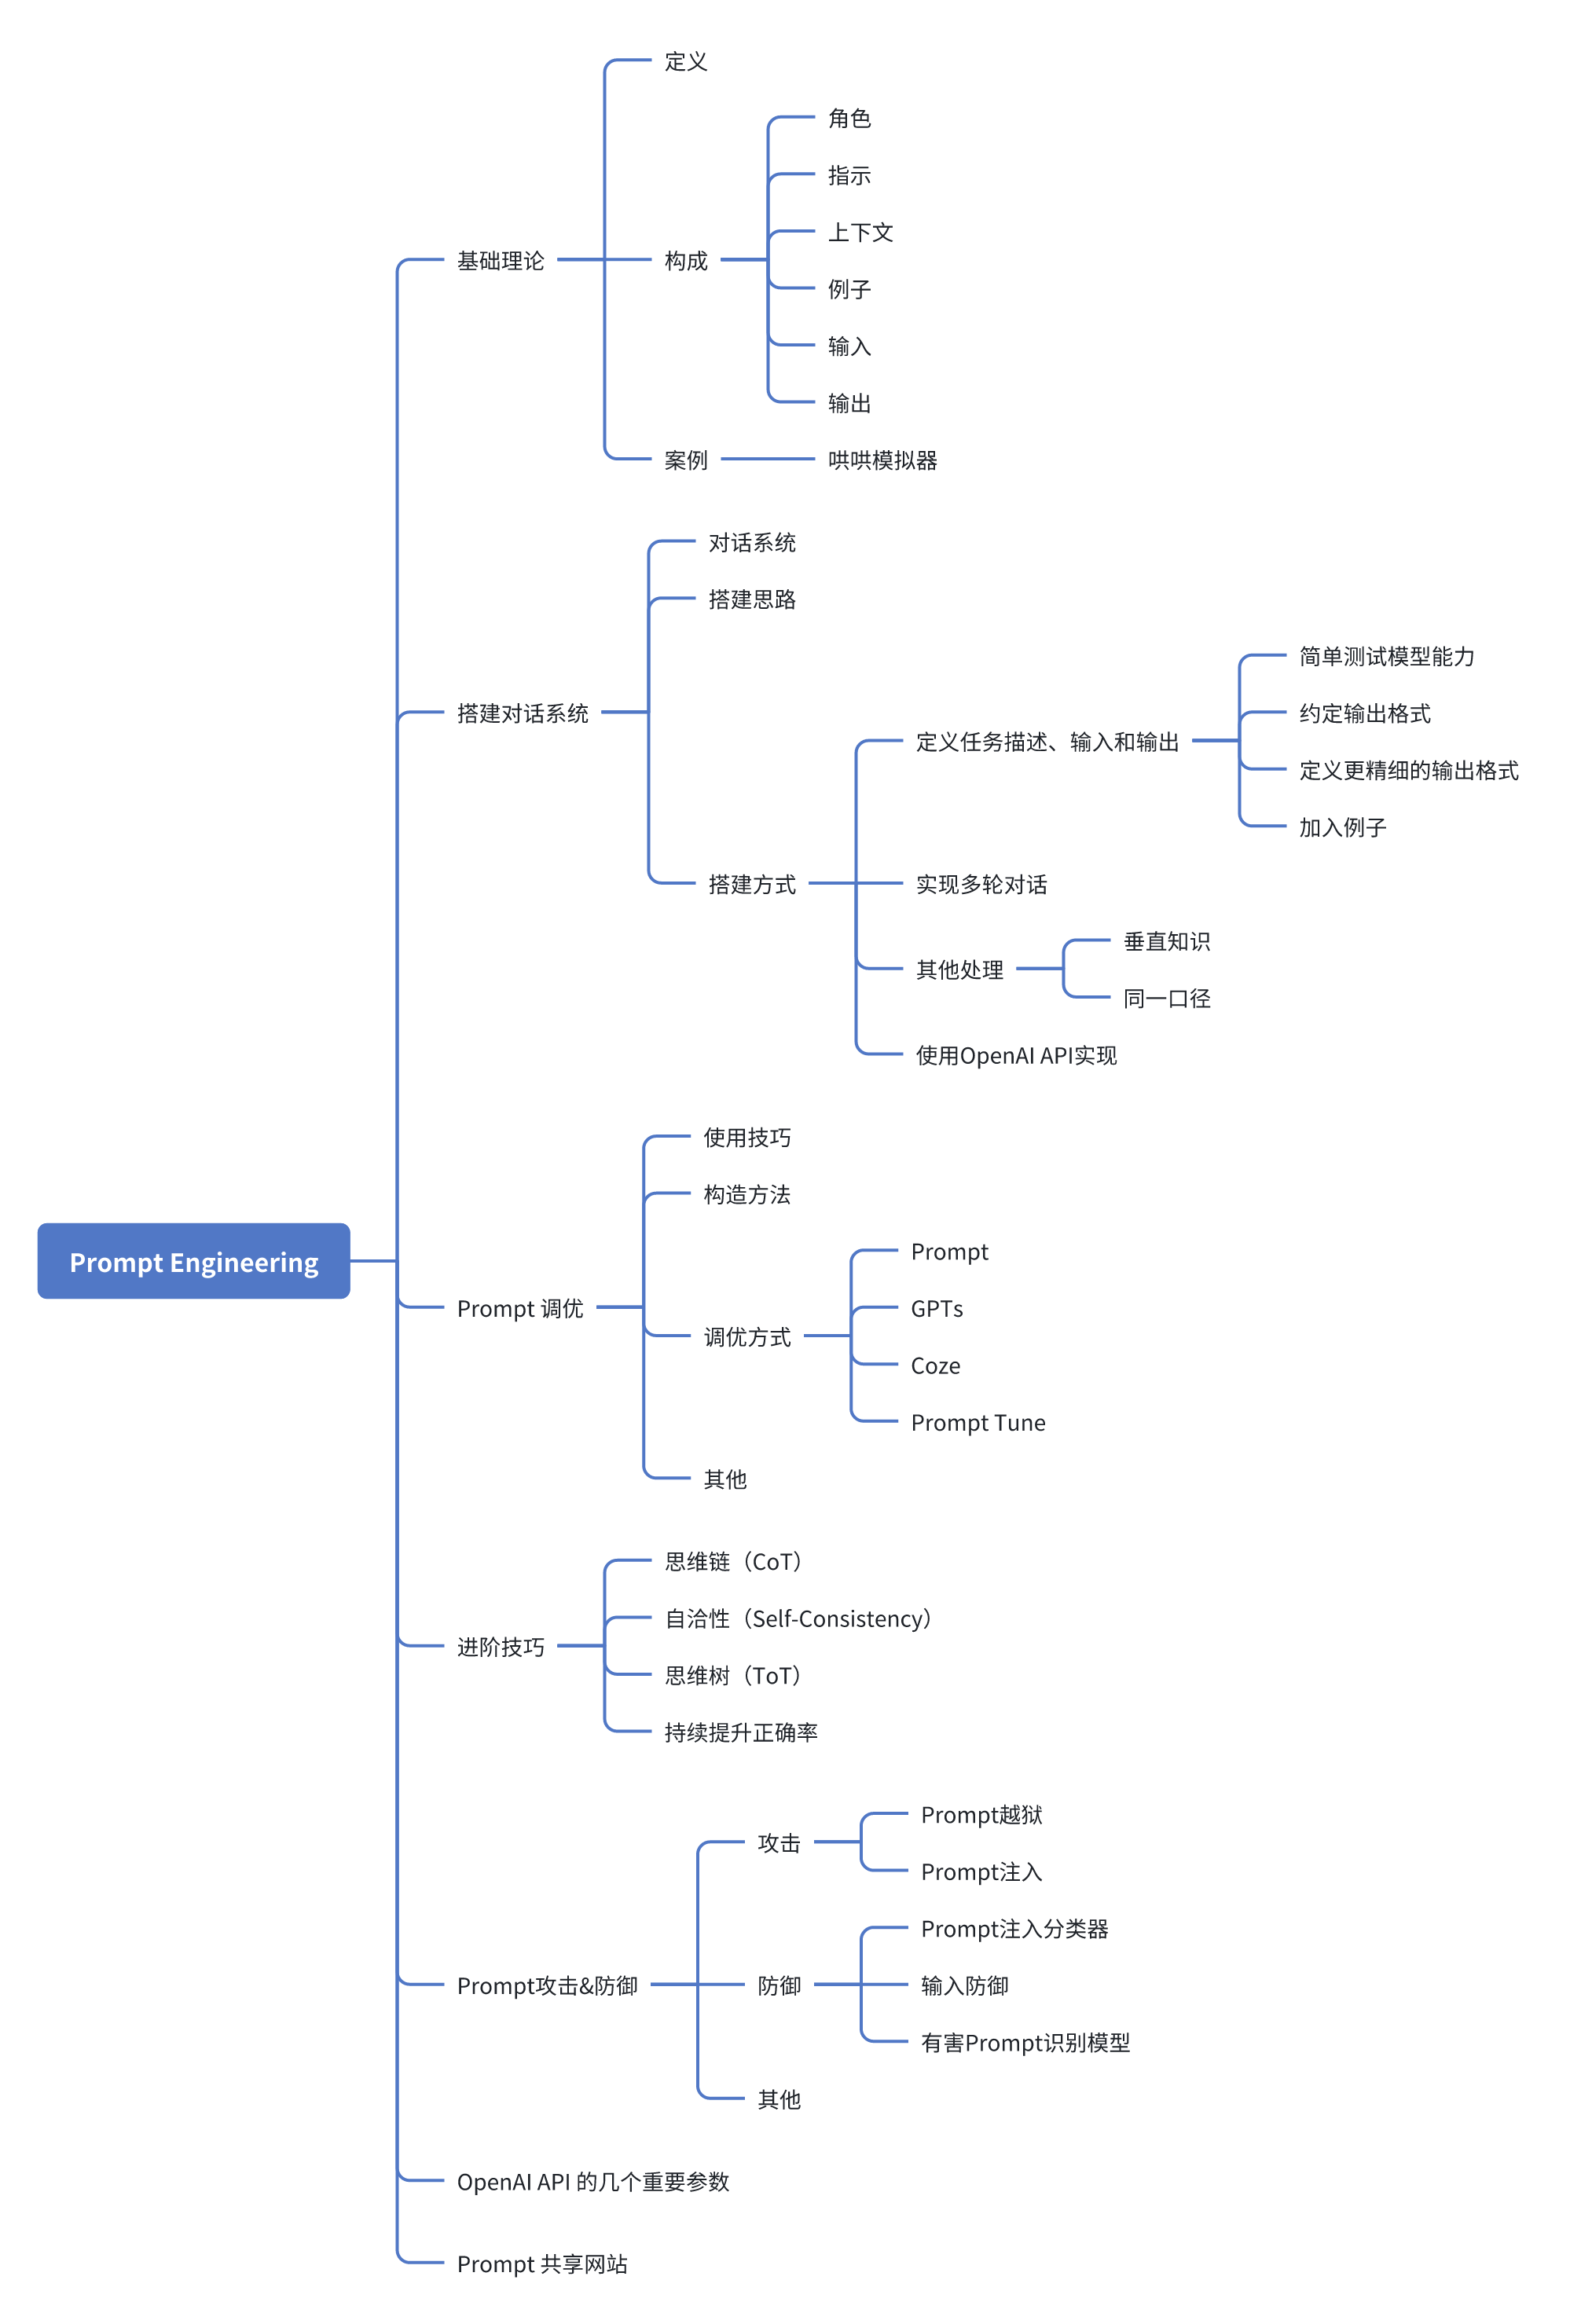 Prompt Engineering
基础理论
定义
构成
角色
指示
上下文
例子
输入
输出
案例
哄哄模拟器
搭建对话系统
对话系统
搭建思路
搭建方式
定义任务描述、输入和输出
简单测试模型能力
约定输出格式
定义更精细的输出格式
加入例子
实现多轮对话
其他处理
垂直知识
同一口径
使用OpenAI API实现
Prompt 调优
使用技巧
构造方法
调优方式
Prompt
GPTs
Coze
Prompt Tune
其他
进阶技巧
思维链（CoT）
自洽性（Self-Consistency）
思维树（ToT）
持续提升正确率
Prompt攻击&防御
攻击
Prompt越狱
Prompt注入
防御
Prompt注入分类器
输入防御
有害Prompt识别模型
其他
OpenAI API 的几个重要参数
Prompt 共享网站